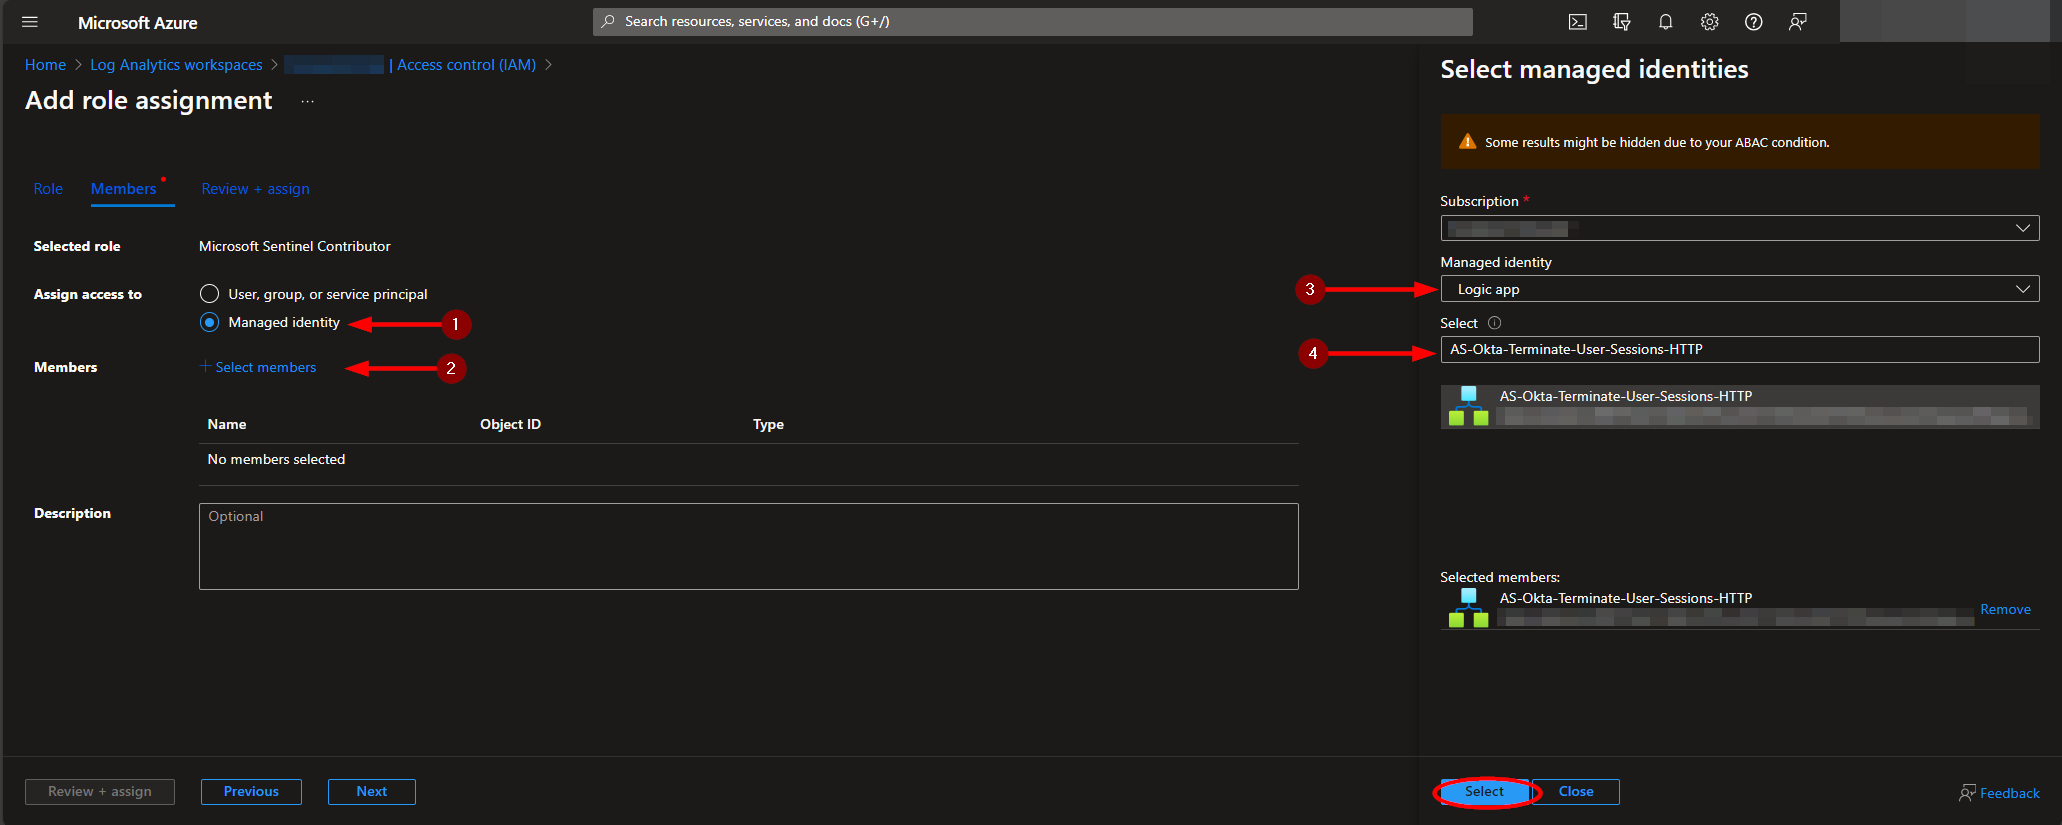 Microsoft Azure
Search resources, services, and docs (G+/)
Home > Log Analytics workspaces > | Access control (IAM) >
Add role assignment ...
Role Members Review + assign
Selected role Microsoft Sentinel Contributor
Assign access to User, group, or service principal
Managed identity 1
Members + Select members 2
Name Object ID Type
No members selected
Description Optional
Review + assign Previous Next
Select managed identities
Some results might be hidden due to your ABAC condition.
Subscription *
Managed identity
3 Logic app
Select
4 AS-Okta-Terminate-User-Sessions-HTTP
AS-Okta-Terminate-User-Sessions-HTTP
Selected members:
AS-Okta-Terminate-User-Sessions-HTTP
Remove
Select Close Feedback